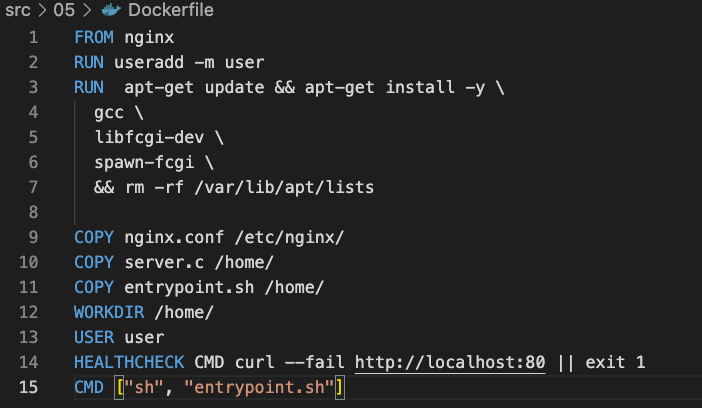 src > 05 > Dockerfile
1 FROM nginx
2 RUN useradd -m user
3 RUN  apt-get update && apt-get install -y \
4   gcc \
5   libfcgi-dev \
6   spawn-fcgi \
7   && rm -rf /var/lib/apt/lists
8
9 COPY nginx.conf /etc/nginx/
10 COPY server.c /home/
11 COPY entrypoint.sh /home/
12 WORKDIR /home/
13 USER user
14 HEALTHCHECK CMD curl --fail http://localhost:80 || exit 1
15 CMD ["sh", "entrypoint.sh"]